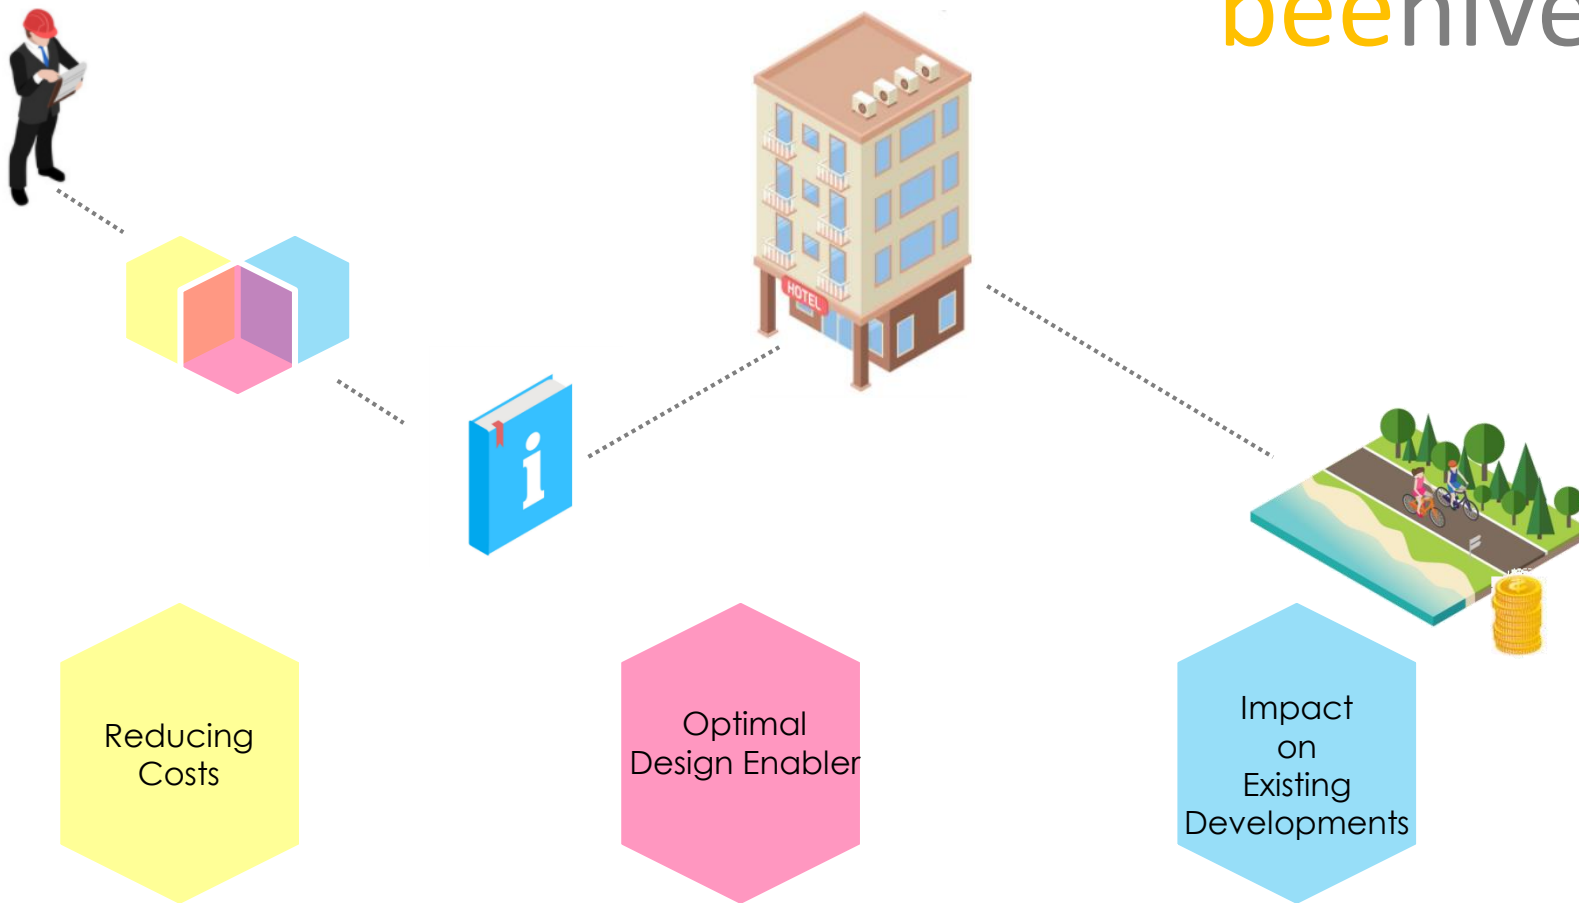 beehive
HOTEL
i
Reducing
Costs
Optimal
Design Enabler
Impact
on
Existing
Developments